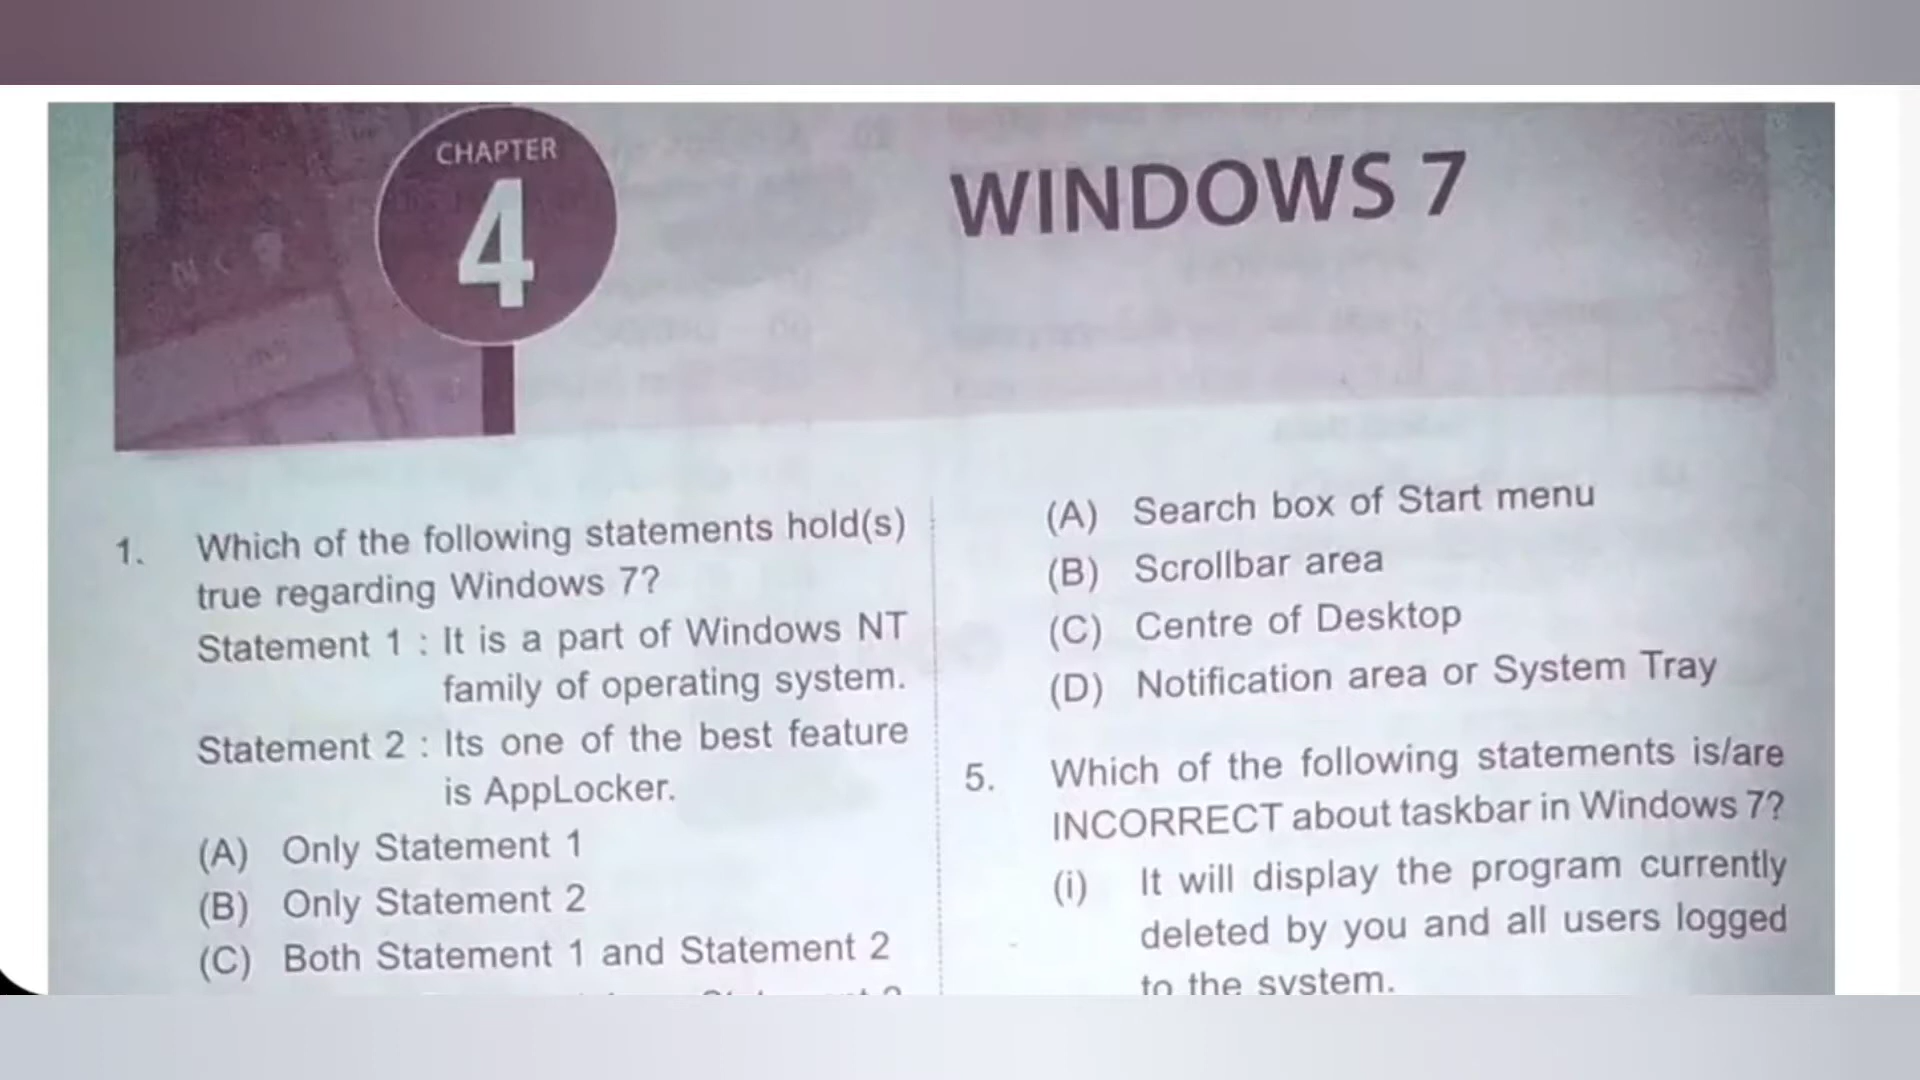 CHAPTER
4
WINDOWS 7
1. Which of the following statements hold(s)
true regarding Windows 7?
Statement 1 : It is a part of Windows NT
family of operating system.
Statement 2 : Its one of the best feature
is AppLocker.
(A) Only Statement 1
(B) Only Statement 2
(C) Both Statement 1 and Statement 2
(A) Search box of Start menu
(B) Scrollbar area
(C) Centre of Desktop
(D) Notification area or System Tray
5. Which of the following statements is/are
INCORRECT about taskbar in Windows 7?
(i) It will display the program currently
deleted by you and all users logged
to the system.